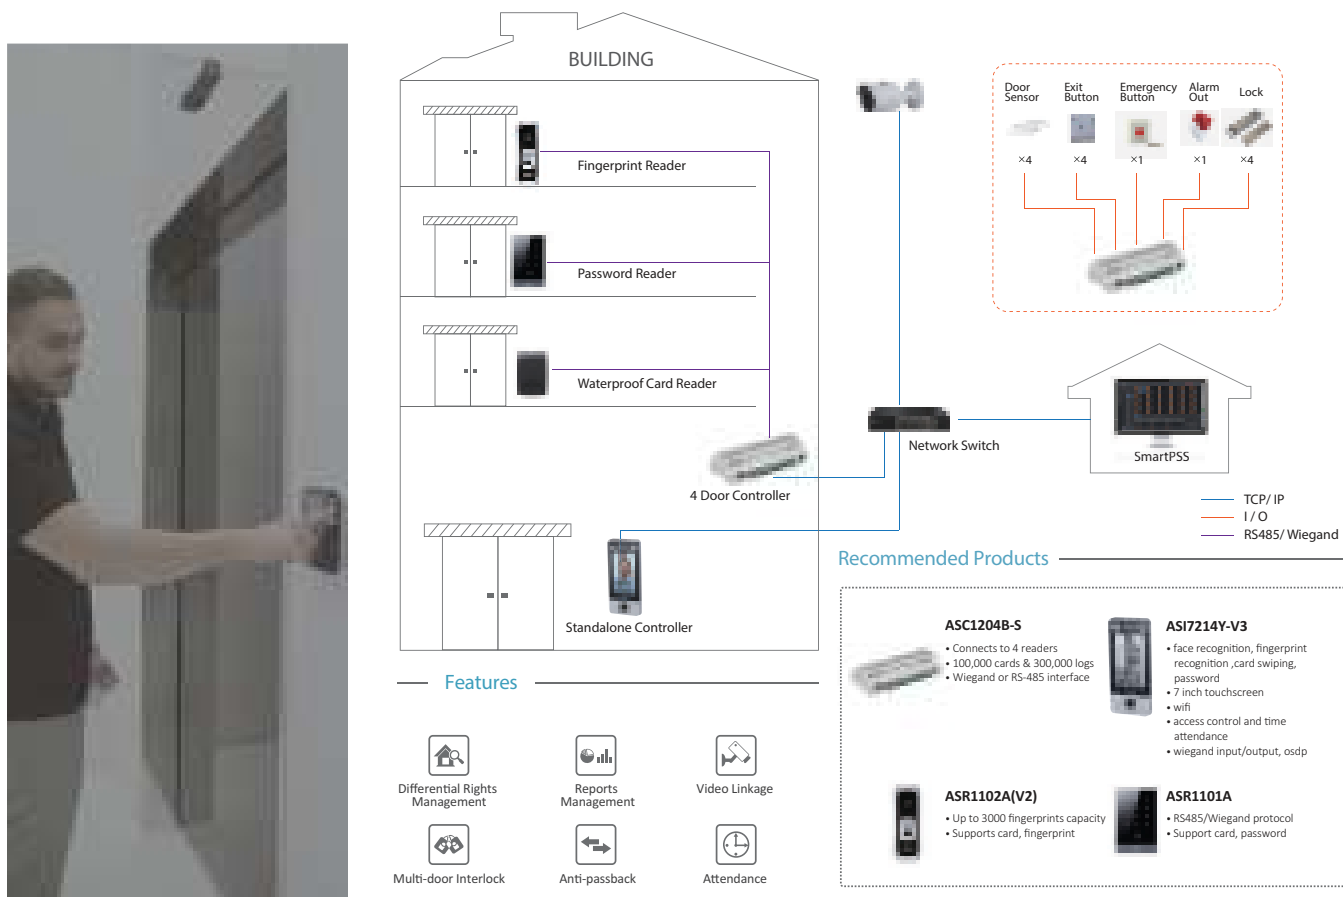 BUILDING
Fingerprint Reader
Password Reader
Waterproof Card Reader
4 Door Controller
Standalone Controller
Door
Sensor
Exit
Button
Emergency
Button
Alarm
Out
Lock
×4
×4
×1
×1
×4
Network Switch
SmartPSS
TCP/ IP
I / O
RS485/ Wiegand
Features
Differential Rights
Management
Reports
Management
Video Linkage
Multi-door Interlock
Anti-passback
Attendance
Recommended Products
ASC1204B-S
• Connects to 4 readers
• 100,000 cards & 300,000 logs
• Wiegand or RS-485 interface
ASI7214Y-V3
• face recognition, fingerprint
recognition ,card swiping,
password
• 7 inch touchscreen
• wifi
• access control and time
attendance
• wiegand input/output, osdp
ASR1102A(V2)
• Up to 3000 fingerprints capacity
• Supports card, fingerprint
ASR1101A
• RS485/Wiegand protocol
• Support card, password